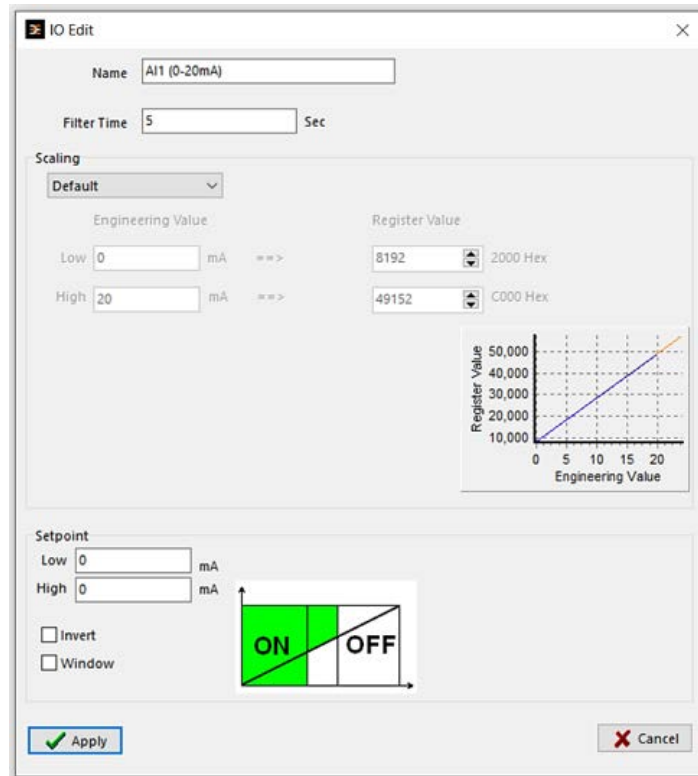 IO Edit
Name AI1 (0-20mA)
Filter Time 5 Sec
Scaling
Default
Engineering Value Register Value
Low 0 mA ==> 8192 2000 Hex
High 20 mA ==> 49152 C000 Hex
Register Value
50,000
40,000
30,000
20,000
10,000
0 5 10 15 20
Engineering Value
Setpoint
Low 0 mA
High 0 mA
Invert
Window
ON OFF
Apply Cancel